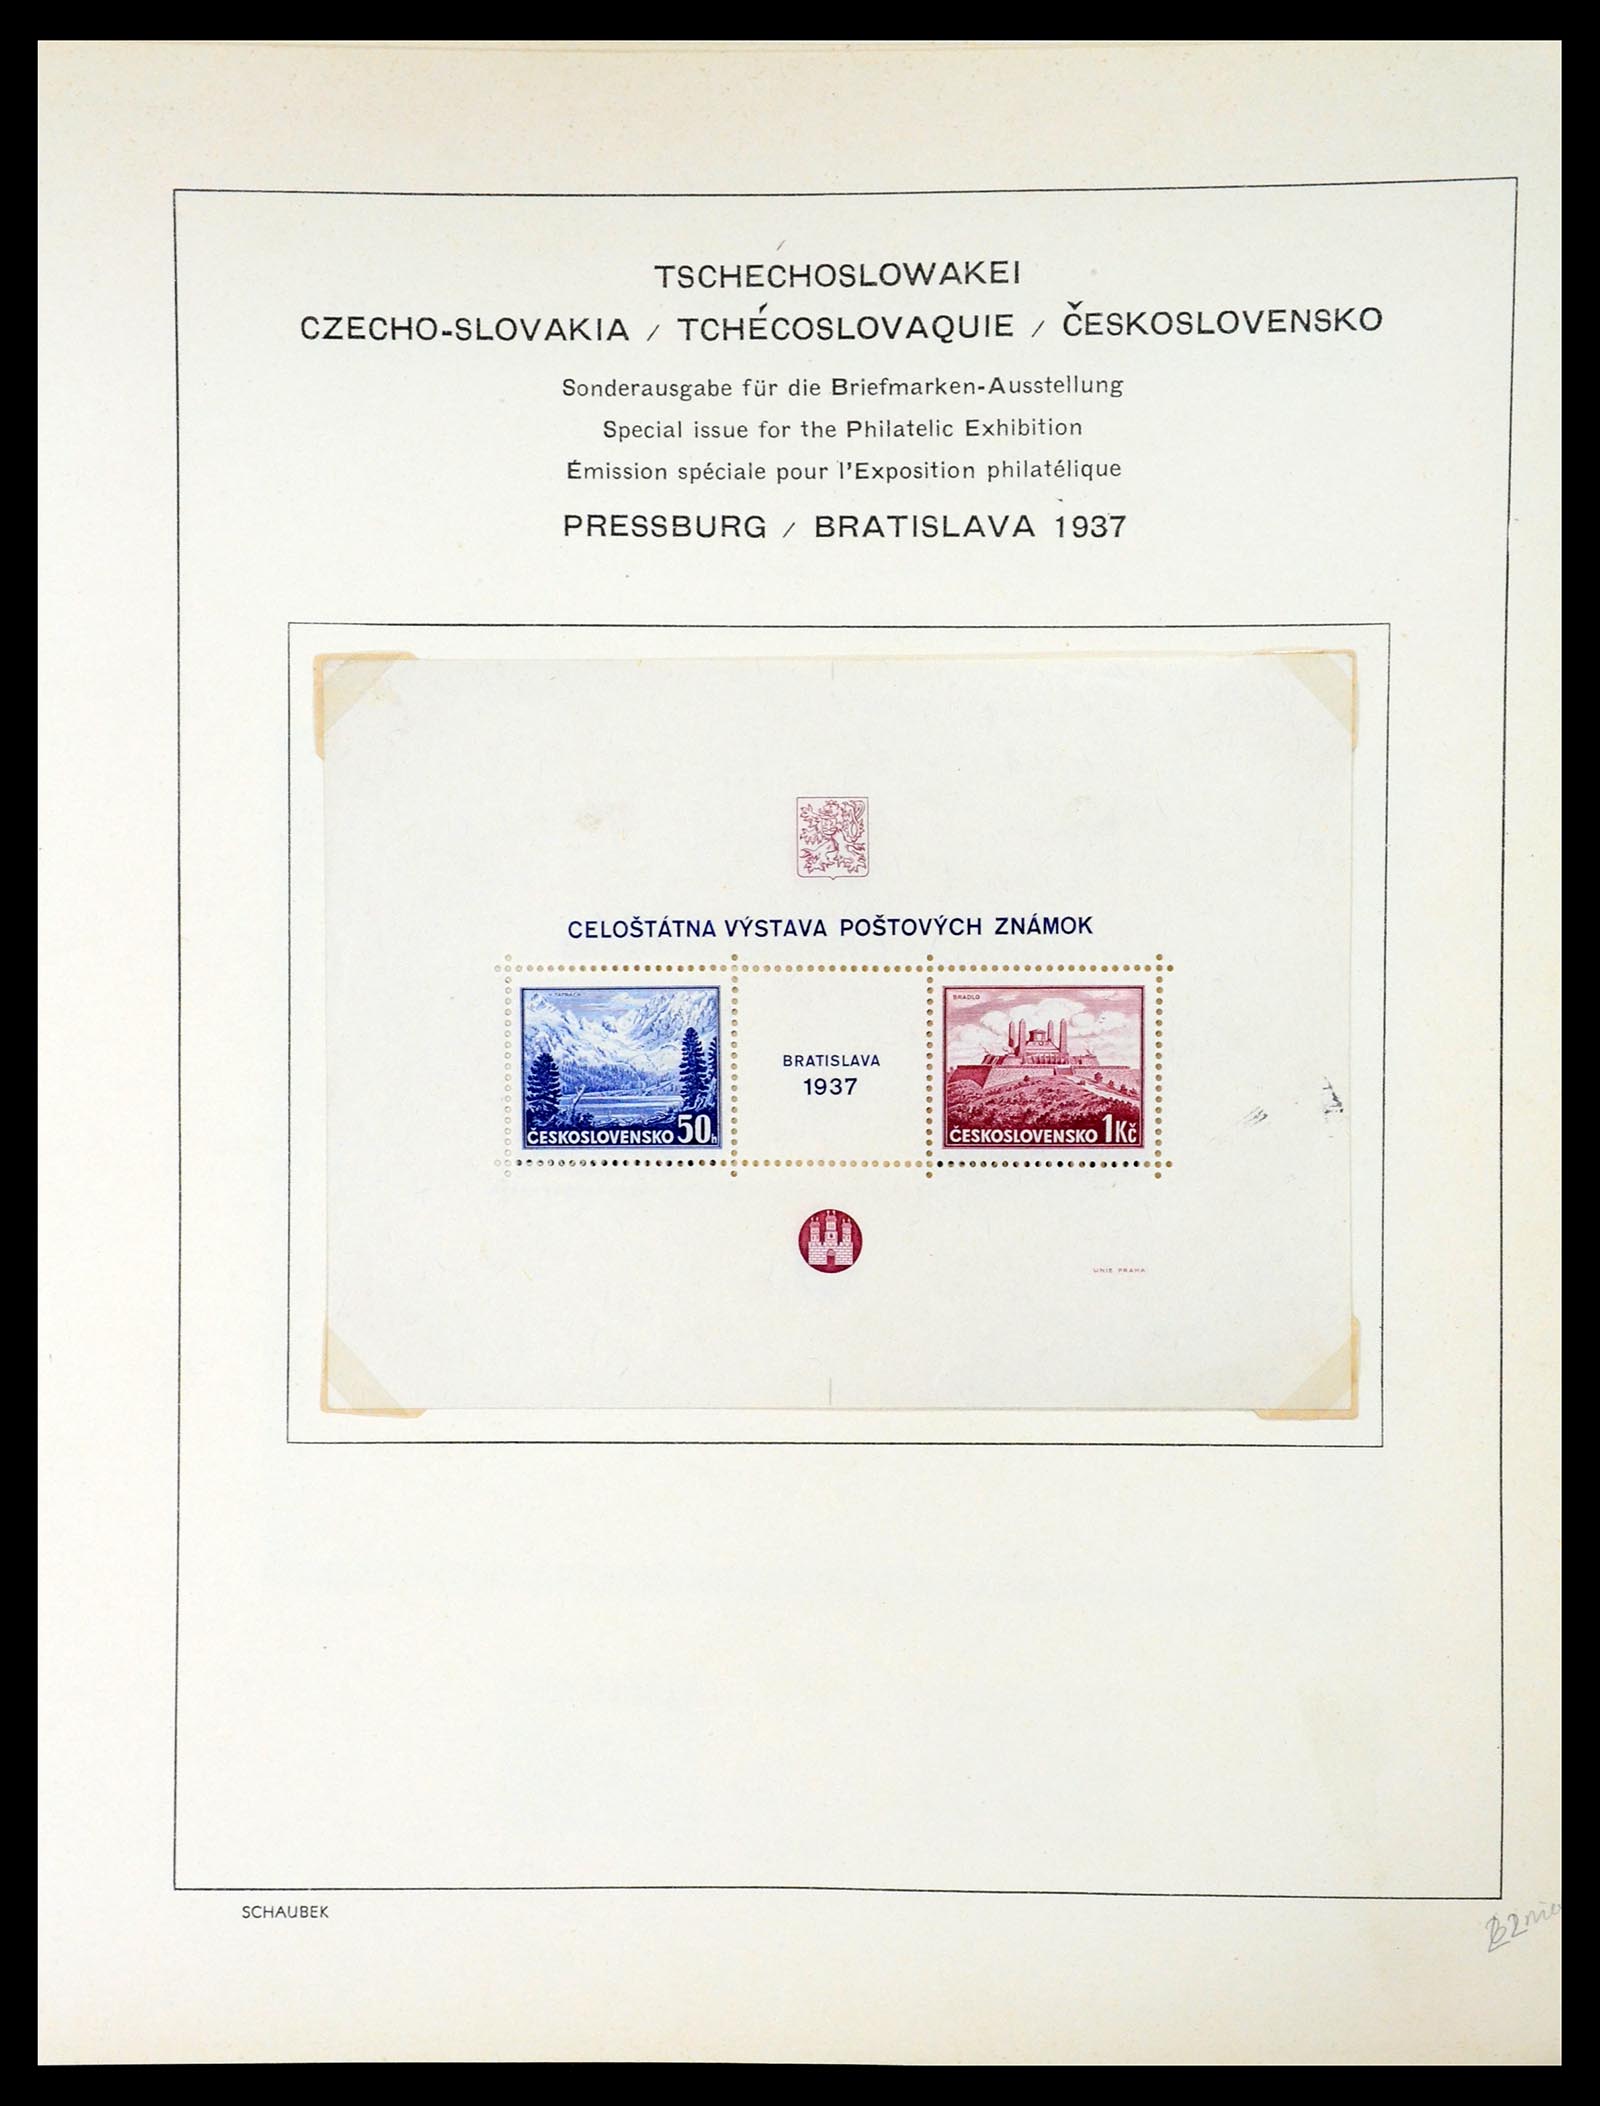 TSCHECHOSLOWAKEI
CZECHO-SLOVAKIA / TCHÉCOSLOVAQUIE / ČESKOSLOVENSKO
Sonderausgabe für die Briefmarken-Ausstellung
Special issue for the Philatelic Exhibition
Émission spéciale pour l'Exposition philatélique
PRESSBURG / BRATISLAVA 1937
CELOŠTÁTNA VÝSTAVA POŠTOVÝCH ZNÁMOK
V TATRÁCH
ČESKOSLOVENSKO 50h
BRATISLAVA
1937
BRADLO
ČESKOSLOVENSKO 1Kč
UNIE PRAHA
SCHAUBEK